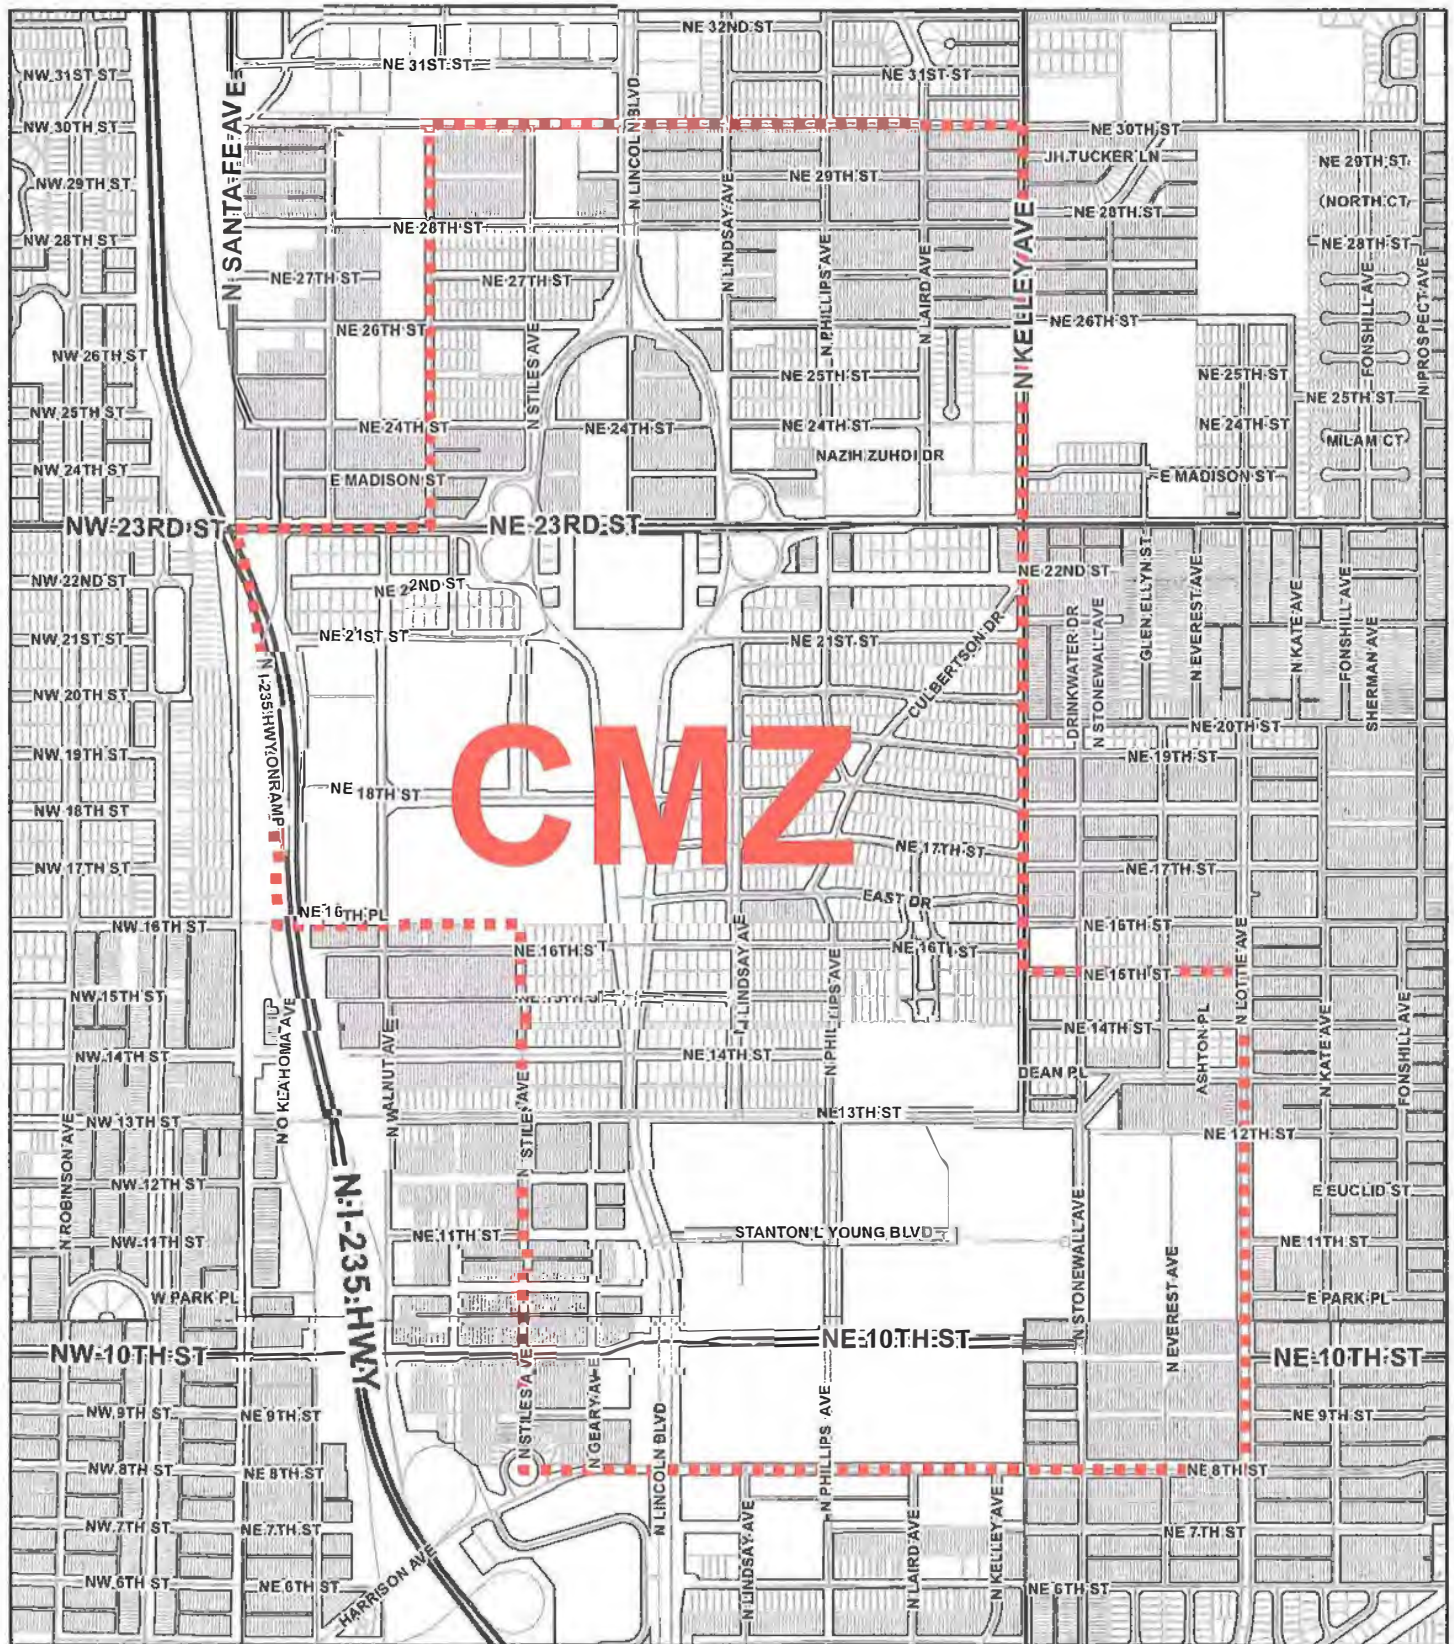 NE 32ND ST
NE 31ST ST
NE 31ST ST
NW 31ST ST
N SANTA FE AVE
N LINCOLN BLVD
NW 30TH ST
NE 30TH ST
JH TUCKER LN
NE 29TH ST
NE 29TH ST
NW 29TH ST
NORTH CT
NE 28TH ST
NE 28TH ST
NW 28TH ST
NE 28TH ST
N KELLEY AVE
N LINDSAY AVE
N PHILLIPS AVE
N LAIRD AVE
FONSHILL AVE
N PROSPECT AVE
NE 27TH ST
NE 27TH ST
NE 26TH ST
NE 26TH ST
NW 26TH ST
N STILES AVE
NE 25TH ST
NE 25TH ST
NE 25TH ST
NW 25TH ST
NE 24TH ST
NE 24TH ST
NE 24TH ST
NE 24TH ST
MILAM CT
NAZIH ZUHDI DR
NW 24TH ST
E MADISON ST
E MADISON ST
NW 23RD ST
NE 23RD ST
NW 22ND ST
NE 22ND ST
NE 22ND ST
GLEN ELLYN ST
N EVEREST AVE
N KATE AVE
FONSHILL AVE
SHERMAN AVE
DRINKWATER DR
N STONEWALL AVE
NW 21ST ST
NE 21ST ST
NE 21ST ST
CULBERTSON DR
NW 20TH ST
N I-235 HWY ONRAMP
NE 20TH ST
NW 19TH ST
NE 19TH ST
CMZ
NE 18TH ST
NW 18TH ST
NE 17TH ST
NW 17TH ST
NE 17TH ST
EAST DR
NE 16TH PL
NW 16TH ST
NE 16TH ST
NE 16TH ST
NE 16TH ST
N LINDSAY AVE
N PHILLIPS AVE
N LOTTIE AVE
NE 15TH ST
NW 15TH ST
NE 15TH ST
N OKLAHOMA AVE
N WALNUT AVE
NE 14TH ST
NW 14TH ST
NE 14TH ST
ASHTON PL
N KATE AVE
FONSHILL AVE
DEAN PL
N STILES AVE
NE 13TH ST
NW 13TH ST
N ROBINSON AVE
NE 12TH ST
NW 12TH ST
N I-235 HWY
E EUCLID ST
NE 11TH ST
STANTON L YOUNG BLVD
NW 11TH ST
NE 11TH ST
N STONEWALL AVE
N EVEREST AVE
W PARK PL
E PARK PL
NW 10TH ST
NE 10TH ST
NE 10TH ST
N STILES AVE
N GEARY AVE
N LINCOLN BLVD
N PHILLIPS AVE
NW 9TH ST
NE 9TH ST
NE 9TH ST
NW 8TH ST
NE 8TH ST
NE 8TH ST
N LINDSAY AVE
N LAIRD AVE
N KELLEY AVE
NW 7TH ST
NE 7TH ST
NE 7TH ST
HARRISON AVE
NW 6TH ST
NE 6TH ST
NE 6TH ST